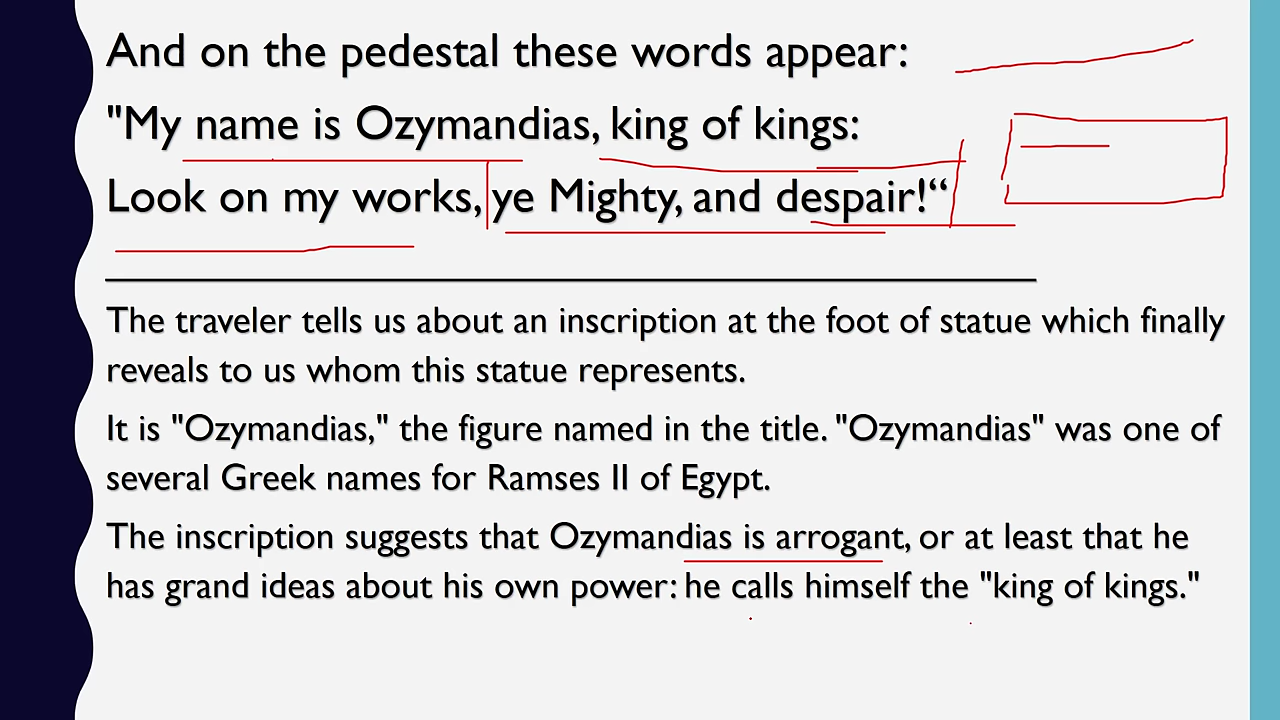 And on the pedestal these words appear:
"My name is Ozymandias, king of kings:
Look on my works, ye Mighty, and despair!“
The traveler tells us about an inscription at the foot of statue which finally
reveals to us whom this statue represents.
It is "Ozymandias," the figure named in the title. "Ozymandias" was one of
several Greek names for Ramses II of Egypt.
The inscription suggests that Ozymandias is arrogant, or at least that he
has grand ideas about his own power: he calls himself the "king of kings."